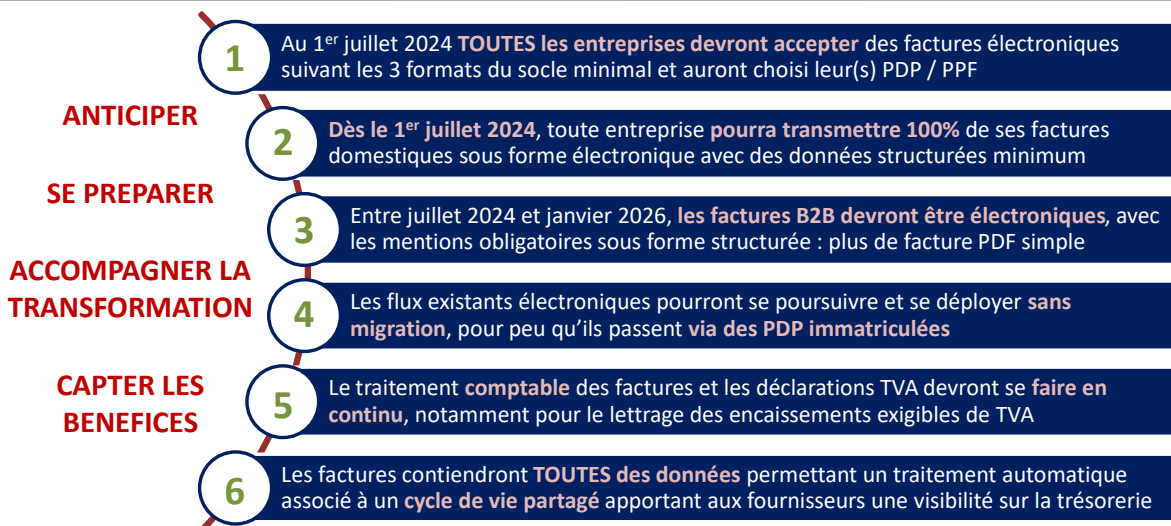 1
Au 1er juillet 2024 TOUTES les entreprises devront accepter des factures électroniques
suivant les 3 formats du socle minimal et auront choisi leur(s) PDP / PPF
ANTICIPER
2
Dès le 1er juillet 2024, toute entreprise pourra transmettre 100% de ses factures
domestiques sous forme électronique avec des données structurées minimum
SE PREPARER
3
Entre juillet 2024 et janvier 2026, les factures B2B devront être électroniques, avec
les mentions obligatoires sous forme structurée : plus de facture PDF simple
ACCOMPAGNER LA
TRANSFORMATION
4
Les flux existants électroniques pourront se poursuivre et se déployer sans
migration, pour peu qu'ils passent via des PDP immatriculées
CAPTER LES
BENEFICES
5
Le traitement comptable des factures et les déclarations TVA devront se faire en
continu, notamment pour le lettrage des encaissements exigibles de TVA
6
Les factures contiendront TOUTES des données permettant un traitement automatique
associé à un cycle de vie partagé apportant aux fournisseurs une visibilité sur la trésorerie